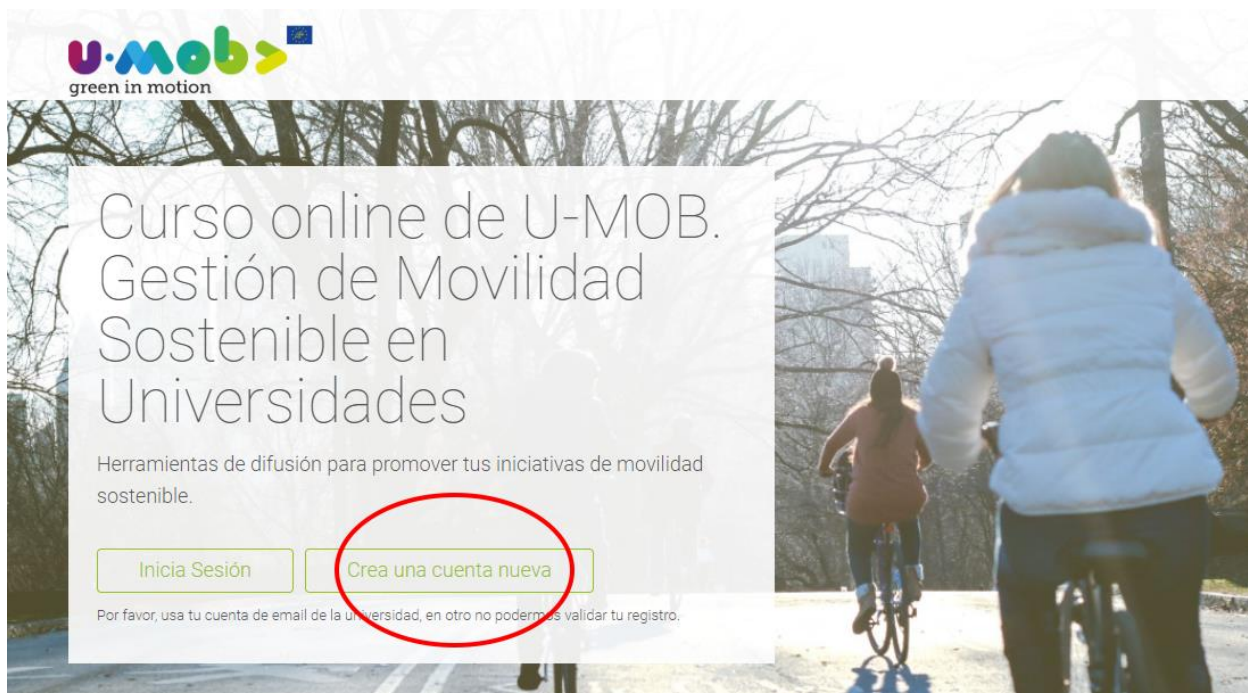 u·mob>
green in motion
Curso online de U-MOB.
Gestión de Movilidad
Sostenible en
Universidades
Herramientas de difusión para promover tus iniciativas de movilidad
sostenible.
Inicia Sesión
Crea una cuenta nueva
Por favor, usa tu cuenta de email de la universidad, en otro no podermos validar tu registro.